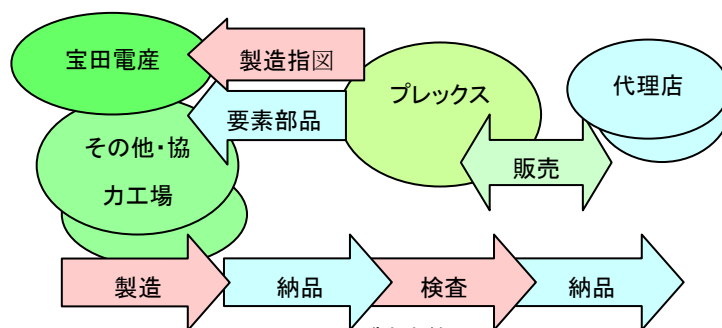 宝田電産
製造指図
プレックス
代理店
要素部品
その他・協
力工場
販売
製造
納品
検査
納品